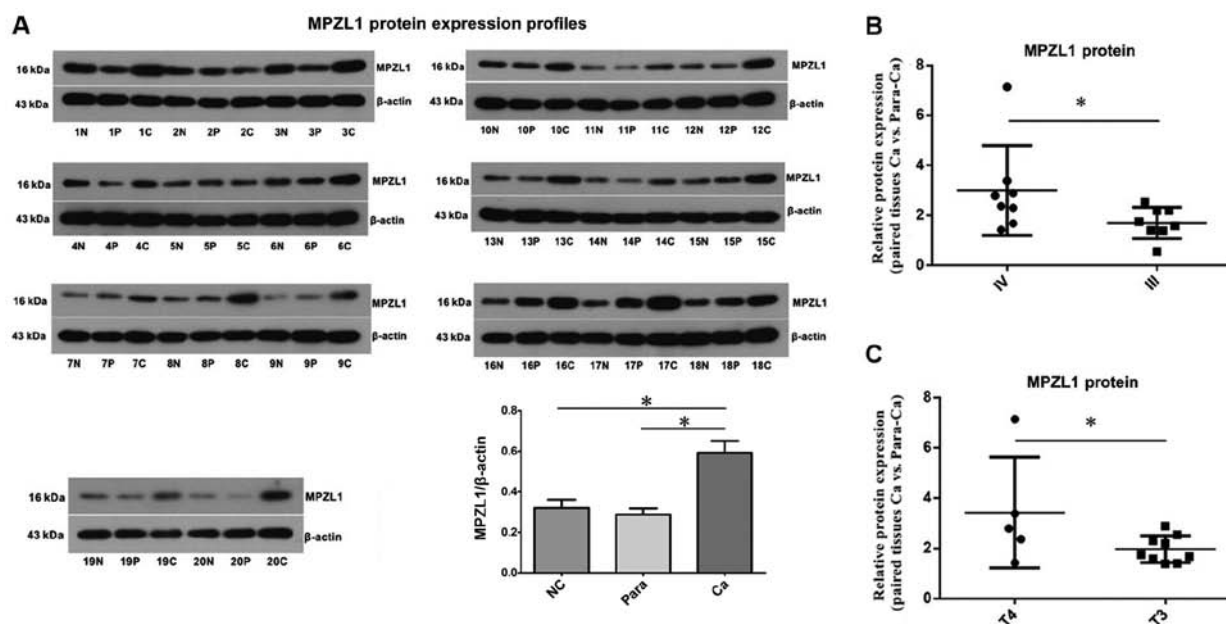 A
MPZL1 protein expression profiles
16 kDa
MPZL1
43 kDa
β-actin
1N 1P 1C 2N 2P 2C 3N 3P 3C
16 kDa
MPZL1
43 kDa
β-actin
10N 10P 10C 11N 11P 11C 12N 12P 12C
16 kDa
MPZL1
43 kDa
β-actin
4N 4P 4C 5N 5P 5C 6N 6P 6C
16 kDa
MPZL1
43 kDa
β-actin
13N 13P 13C 14N 14P 14C 15N 15P 15C
16 kDa
MPZL1
43 kDa
β-actin
7N 7P 7C 8N 8P 8C 9N 9P 9C
16 kDa
MPZL1
43 kDa
β-actin
16N 16P 16C 17N 17P 17C 18N 18P 18C
16 kDa
MPZL1
43 kDa
β-actin
19N 19P 19C 20N 20P 20C
MPZL1/β-actin
0.8
0.6
0.4
0.2
0.0
*
*
NC Para Ca
B
MPZL1 protein
Relative protein expression
(paired tissues Ca vs. Para-Ca)
8
6
4
2
0
*
IV III
C
MPZL1 protein
Relative protein expression
(paired tissues Ca vs. Para-Ca)
8
6
4
2
0
*
T4 T3